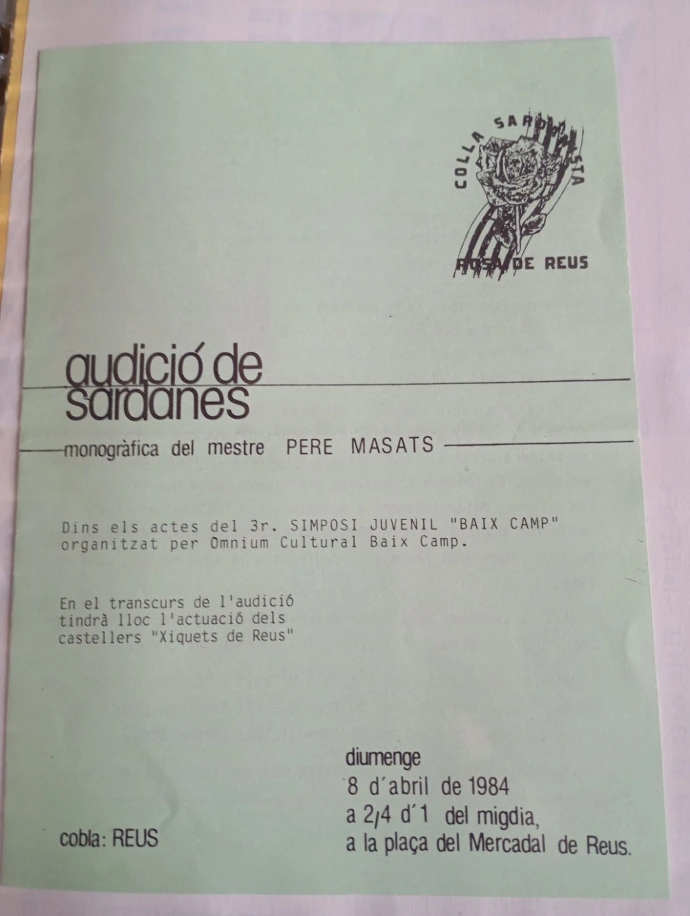 COLLA SARDANISTA
ROSA DE REUS
audició de
sardanes
monogràfica del mestre PERE MASATS
Dins els actes del 3r. SIMPOSI JUVENIL "BAIX CAMP"
organitzat per Omnium Cultural Baix Camp.
En el transcurs de l'audició
tindrà lloc l'actuació dels
castellers "Xiquets de Reus"
diumenge
8 d'abril de 1984
a 2/4 d'1 del migdia,
a la plaça del Mercadal de Reus.
cobla: REUS